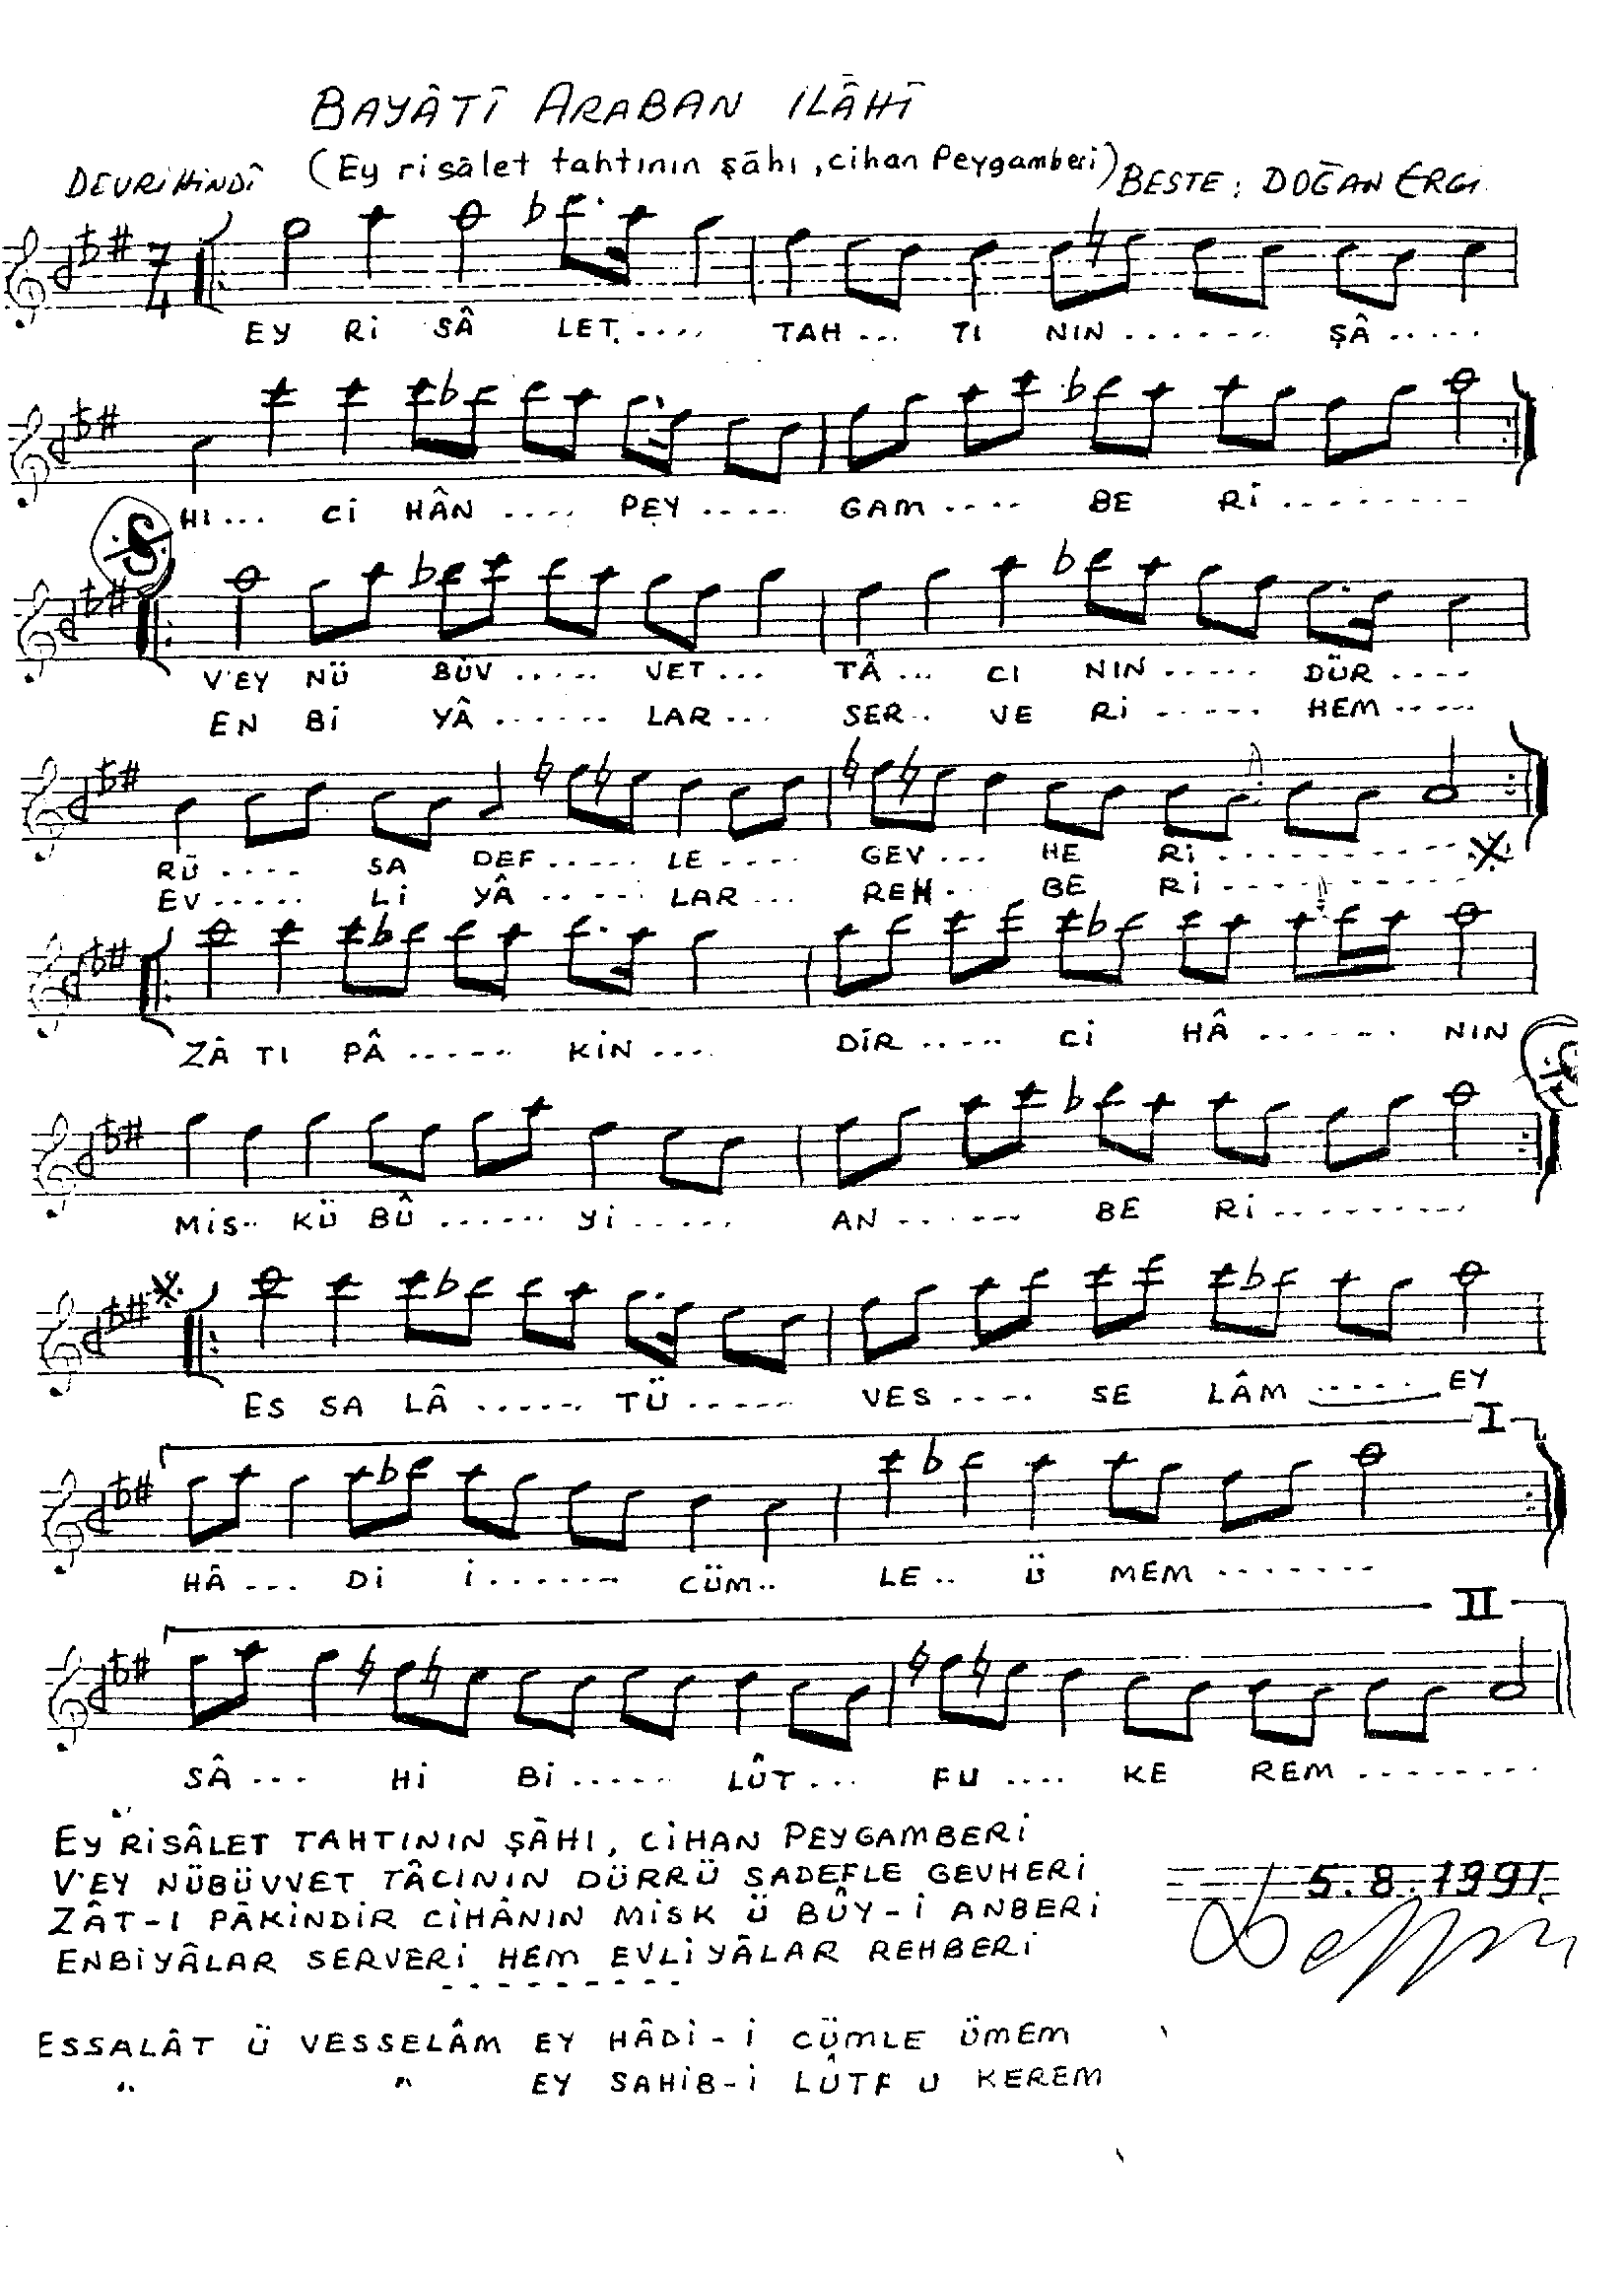 BAYÂTÎ ARABAN İLÂHÎ
DEVRİHİNDÎ (Ey risâlet tahtının şâhı, cihan Peygamberi) BESTE: DOĞAN ERGİ
7/4
EY Rİ SÂ LET..... TAH... TI NIN ....... ŞÂ.....
HI... Cİ HÂN .... PEY ..... GAM ..... BE Rİ .........
V'EY NÜ BÜV ..... VET... TÂ... CI NIN ..... DÜR ....
EN Bİ YÂ ...... LAR... SER.. VE Rİ ..... HEM .....
RÜ .... SA DEF ..... LE .... GEV... HE Rİ ..........
EV..... Lİ YÂ ..... LAR... REH.. BE Rİ ..........
ZÂ TI PÂ ...... KİN .... DİR ..... Cİ HÂ ...... NIN
MİS.. KÜ BÛ ...... Yİ ..... AN ...... BE Rİ .........
ES SA LÂ ...... TÜ ...... VES .... SE LÂM ..... EY
I
HÂ... Dİ İ ...... CÜM.. LE.. Ü MEM .......
II
SÂ... Hİ Bİ ..... LÛT... FU .... KE REM ........
EY RİSÂLET TAHTININ ŞÂHI, CİHAN PEYGAMBERİ
V'EY NÜBÜVVET TÂCININ DÜRRÜ SADEFLE GEVHERİ
ZÂT-I PÂKİNDİR CİHÂNIN MİSK Ü BÛY-İ ANBERİ
ENBİYÂLAR SERVERİ HEM EVLİYÂLAR REHBERİ
5.8.1991
ESSALÂT Ü VESSELÂM EY HÂDİ-İ CÜMLE ÜMEM
" " EY SAHİB-İ LÛTF U KEREM